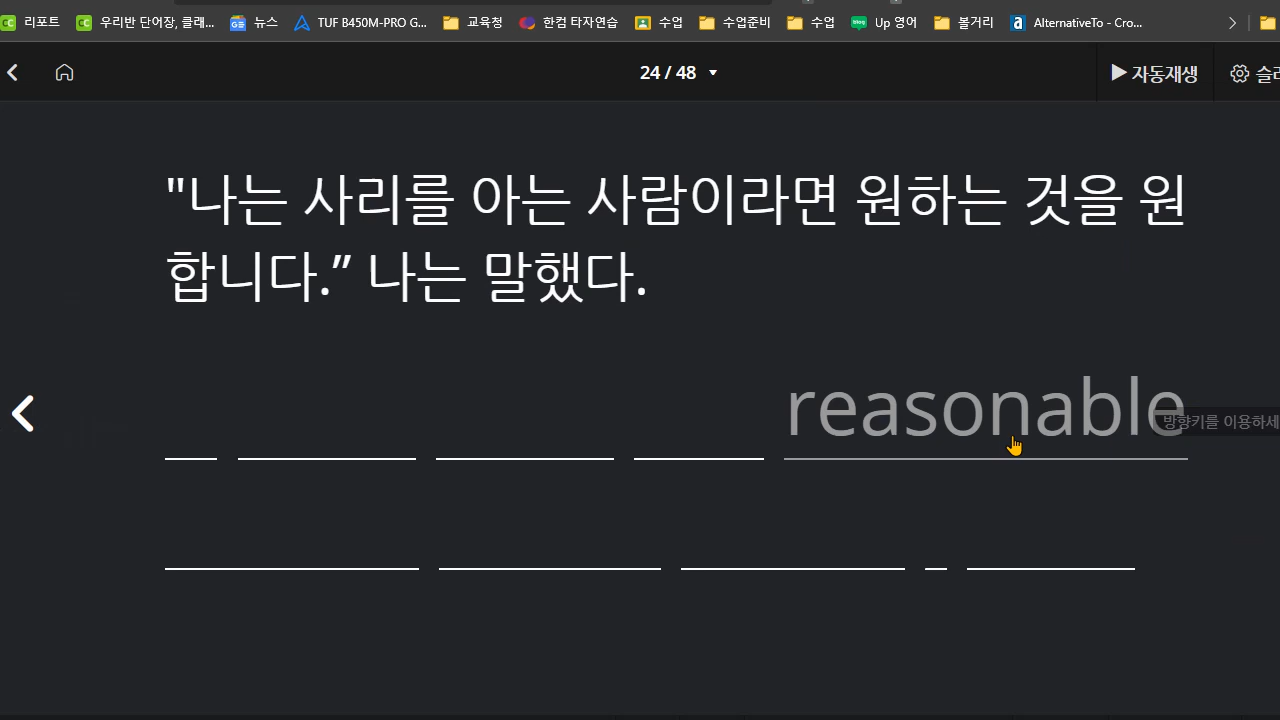 리포트 우리반 단어장, 클래... 뉴스 TUF B450M-PRO G... 교육청 한컴 타자연습 수업 수업준비 수업 Up 영어 볼거리 AlternativeTo - Cro...
24 / 48 자동재생
"나는 사리를 아는 사람이라면 원하는 것을 원
합니다.” 나는 말했다.
reasonable
방향키를 이용하세